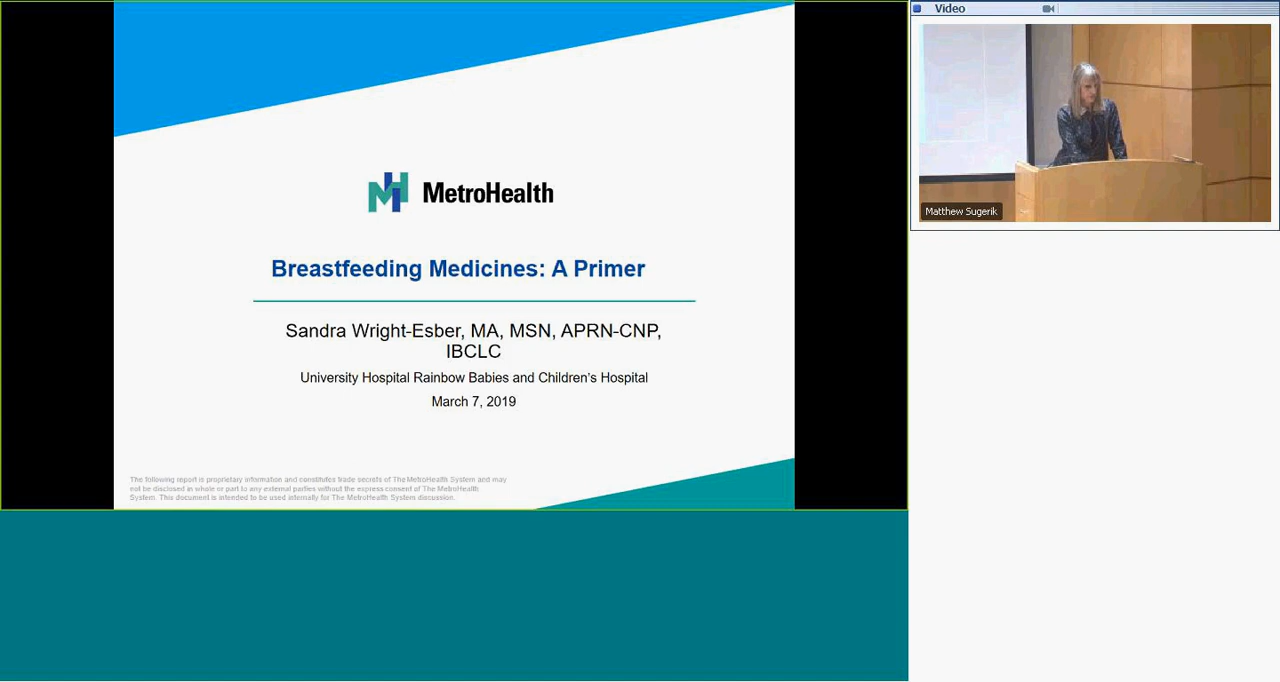 MetroHealth
Breastfeeding Medicines: A Primer
Sandra Wright-Esber, MA, MSN, APRN-CNP,
IBCLC
University Hospital Rainbow Babies and Children's Hospital
March 7, 2019
The following report is proprietary information and constitutes trade secrets of The MetroHealth System and may
not be disclosed in whole or part to any external parties without the express consent of The MetroHealth
System. This document is intended to be used internally for The MetroHealth System discussion.
Video
Matthew Sugerik